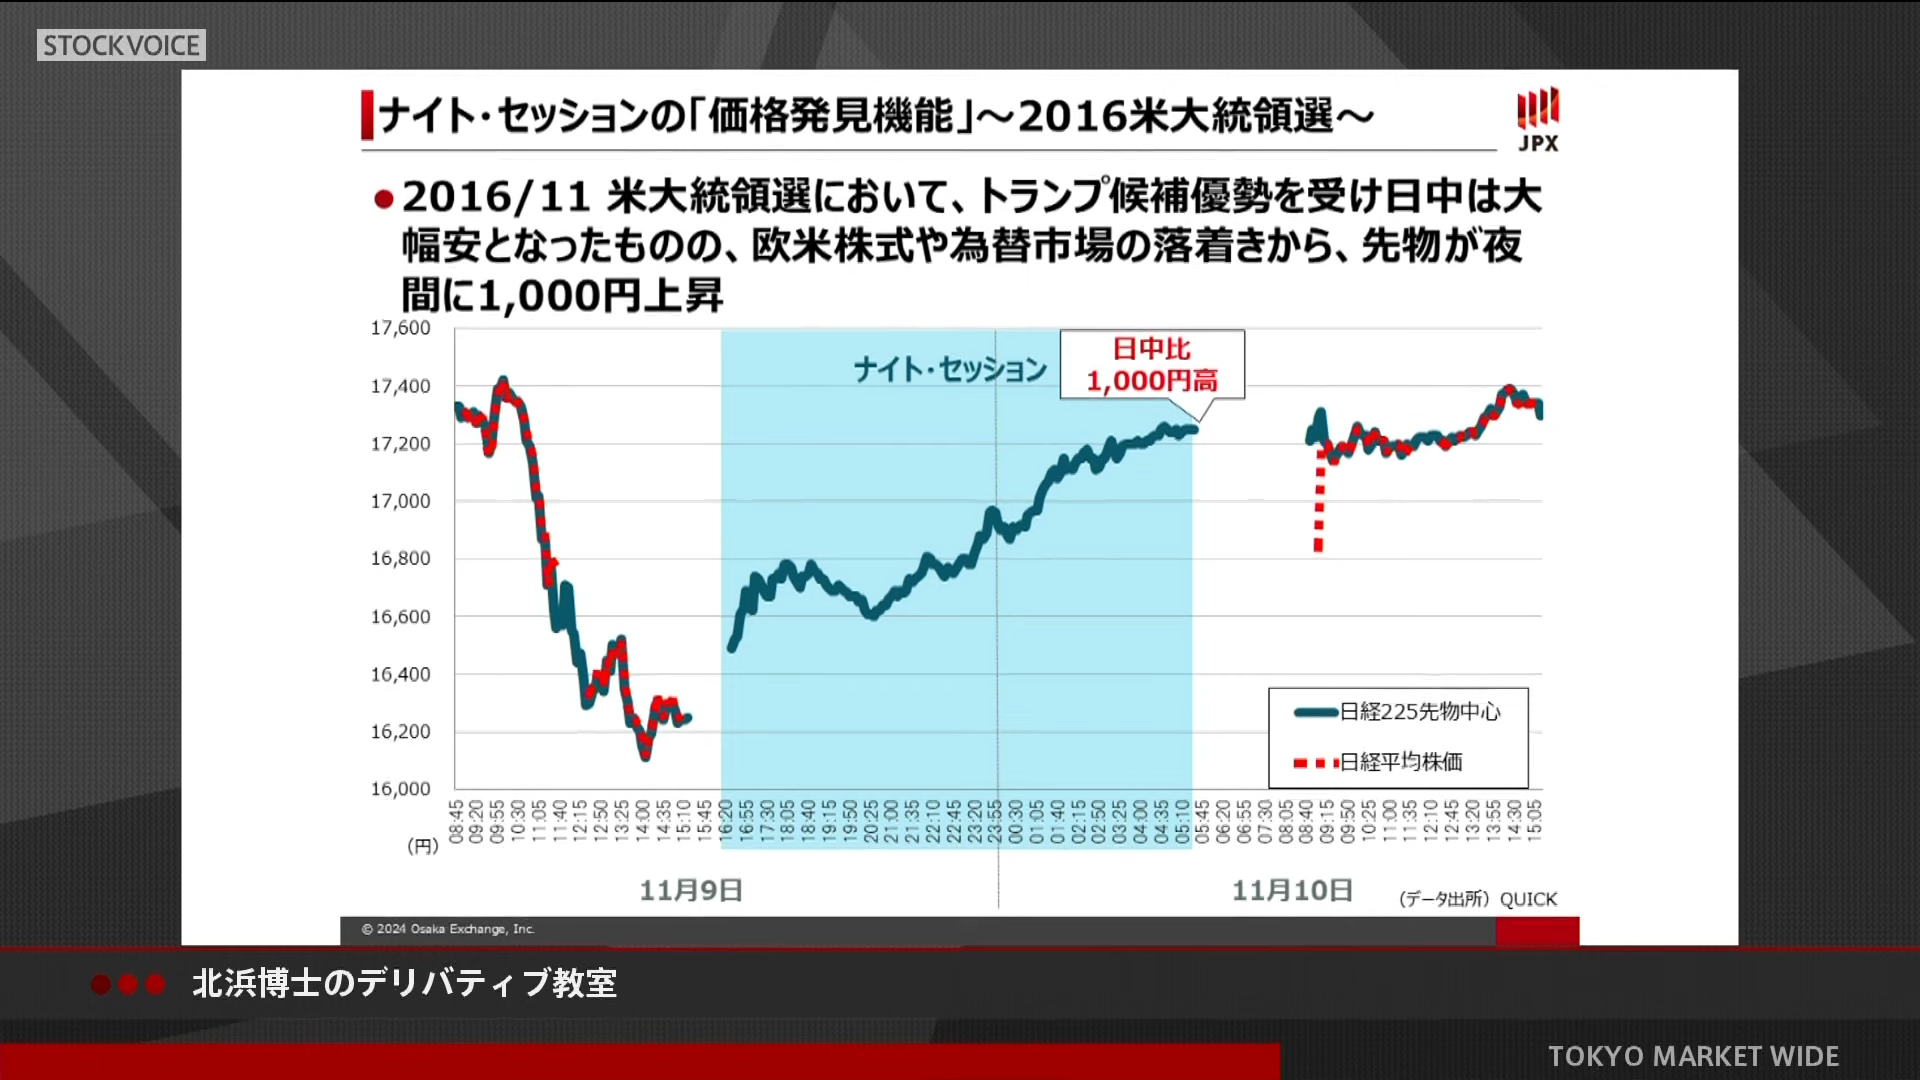 STOCKVOICE
ナイト・セッションの「価格発見機能」～2016米大統領選～
JPX
●2016/11 米大統領選において、トランプ候補優勢を受け日中は大
幅安となったものの、欧米株式や為替市場の落着きから、先物が夜
間に1,000円上昇
17,600
17,400
17,200
17,000
16,800
16,600
16,400
16,200
16,000
(円)
ナイト・セッション
日中比
1,000円高
日経225先物中心
日経平均株価
08:45 09:20 09:55 10:30 11:05 11:40 12:15 12:50 13:25 14:00 14:35 15:10 15:45 16:20 16:55 17:30 18:05 18:40 19:15 19:50 20:25 21:00 21:35 22:10 22:45 23:20 23:55 00:30 01:05 01:40 02:15 02:50 03:25 04:00 04:35 05:10 05:45 06:20 06:55 07:30 08:05 08:40 09:15 09:50 10:25 11:00 11:35 12:10 12:45 13:20 13:55 14:30 15:05
11月9日
11月10日
(データ出所) QUICK
© 2024 Osaka Exchange, Inc.
北浜博士のデリバティブ教室
TOKYO MARKET WIDE